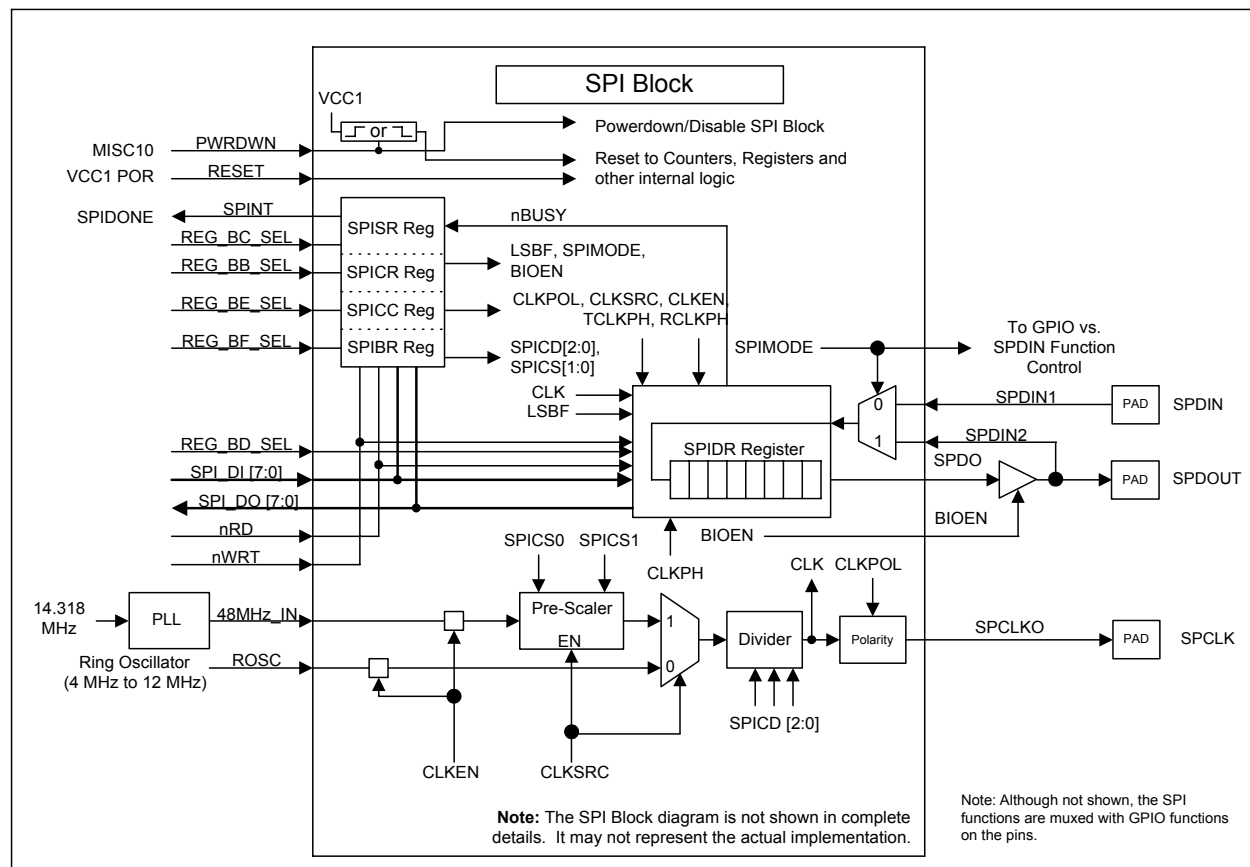 SPI Block
VCC1
or
MISC10
PWRDWN
Powerdown/Disable SPI Block
VCC1 POR
RESET
Reset to Counters, Registers and
other internal logic
SPIDONE
SPINT
nBUSY
SPISR Reg
REG_BC_SEL
LSBF, SPIMODE,
BIOEN
REG_BB_SEL
SPICR Reg
CLKPOL, CLKSRC, CLKEN,
TCLKPH, RCLKPH
REG_BE_SEL
SPICC Reg
REG_BF_SEL
SPIBR Reg
SPICD[2:0],
SPICS[1:0]
SPIMODE
To GPIO vs.
SPDIN Function
Control
CLK
LSBF
0
1
SPDIN1
PAD
SPDIN
SPDIN2
REG_BD_SEL
SPIDR Register
SPDO
SPI_DI [7:0]
PAD
SPDOUT
SPI_DO [7:0]
BIOEN
nRD
BIOEN
nWRT
SPICS0
SPICS1
CLKPH
CLK
CLKPOL
14.318
MHz
PLL
48MHz_IN
Pre-Scaler
EN
1
0
Divider
Polarity
SPCLKO
PAD
SPCLK
Ring Oscillator
(4 MHz to 12 MHz)
ROSC
SPICD [2:0]
CLKEN
CLKSRC
Note: The SPI Block diagram is not shown in complete
details. It may not represent the actual implementation.
Note: Although not shown, the SPI
functions are muxed with GPIO functions
on the pins.